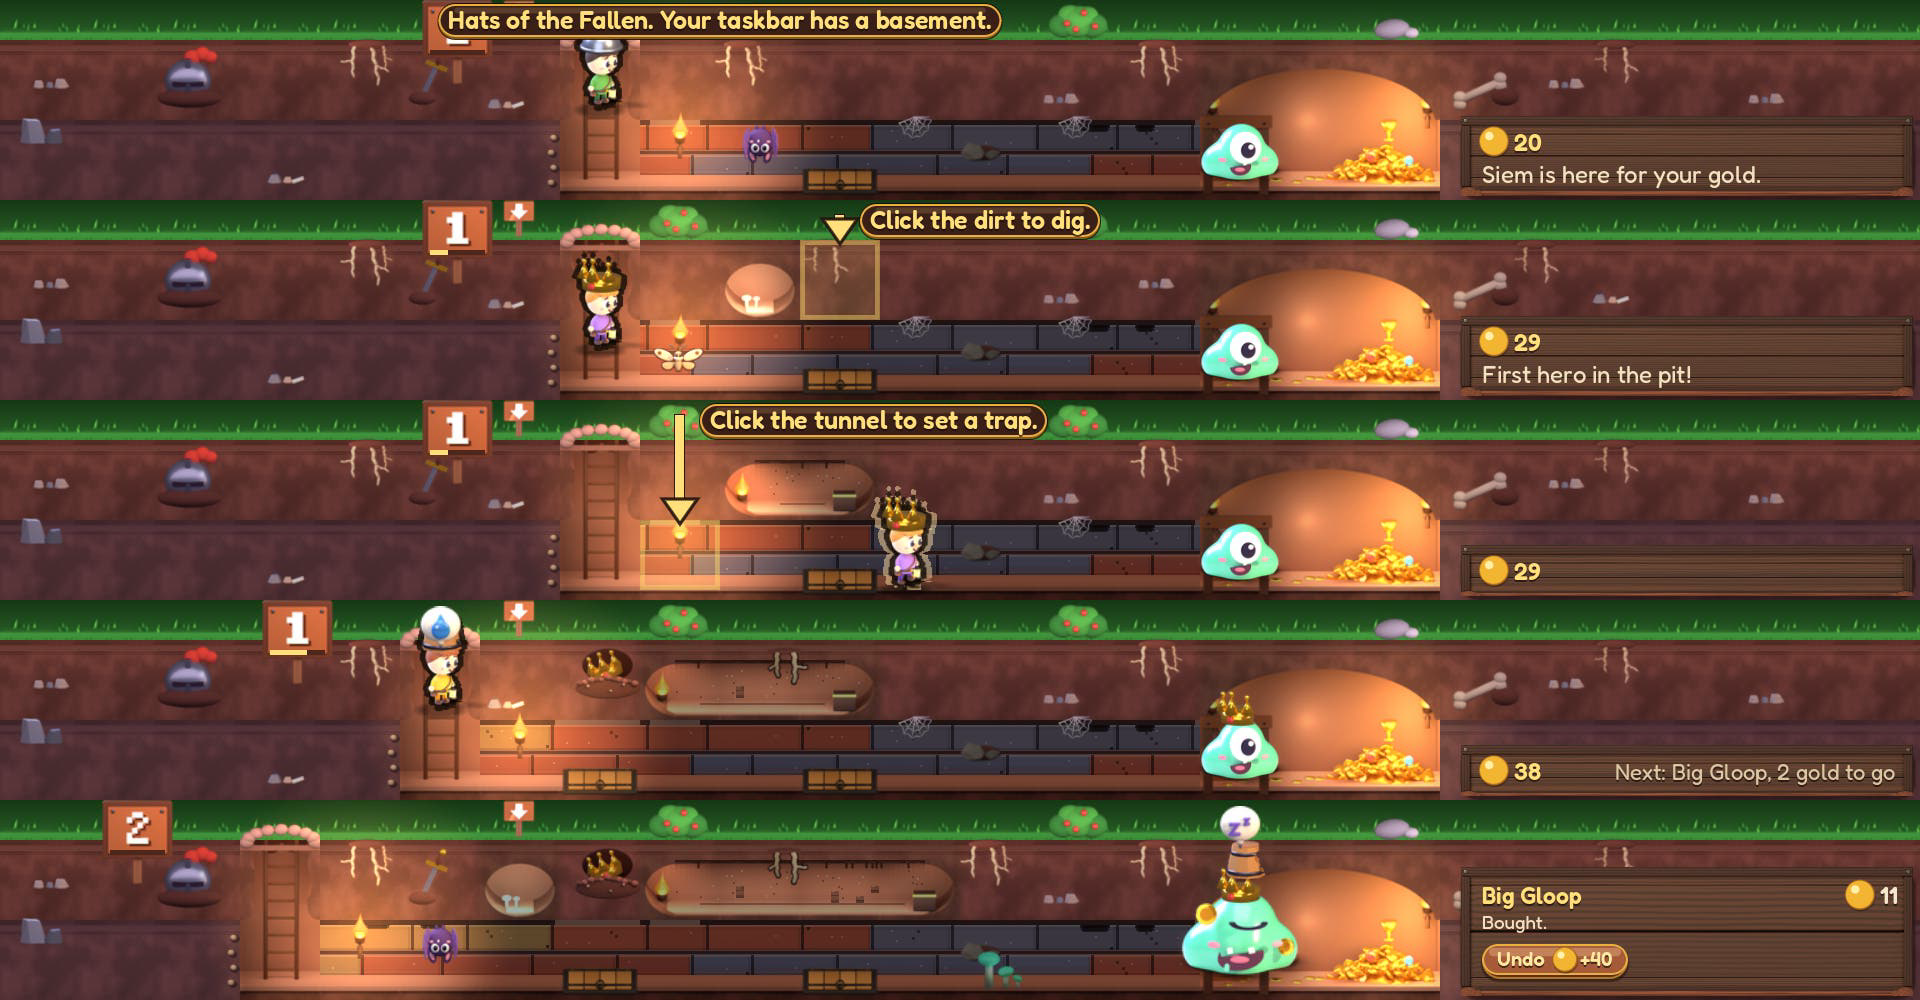 Hats of the Fallen. Your taskbar has a basement.
20
Siem is here for your gold.
1
Click the dirt to dig.
29
First hero in the pit!
1
Click the tunnel to set a trap.
29
1
38
Next: Big Gloop, 2 gold to go
2
zz
Big Gloop
11
Bought.
Undo +40